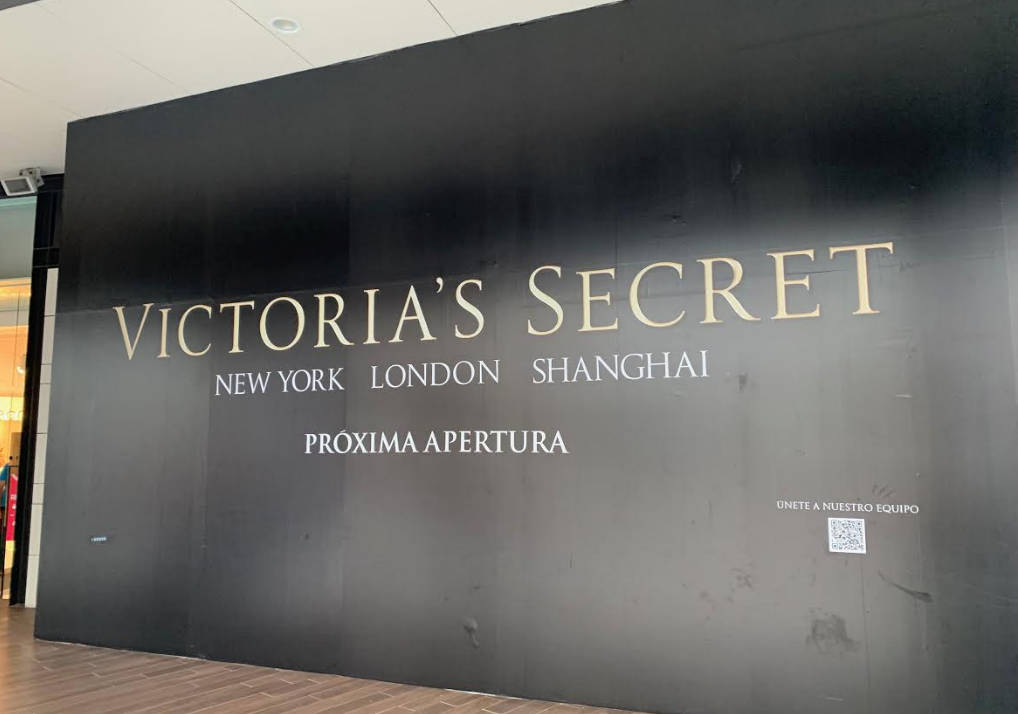 VICTORIA'S SECRET
NEW YORK LONDON SHANGHAI
PRÓXIMA APERTURA
ÚNETE A NUESTRO EQUIPO